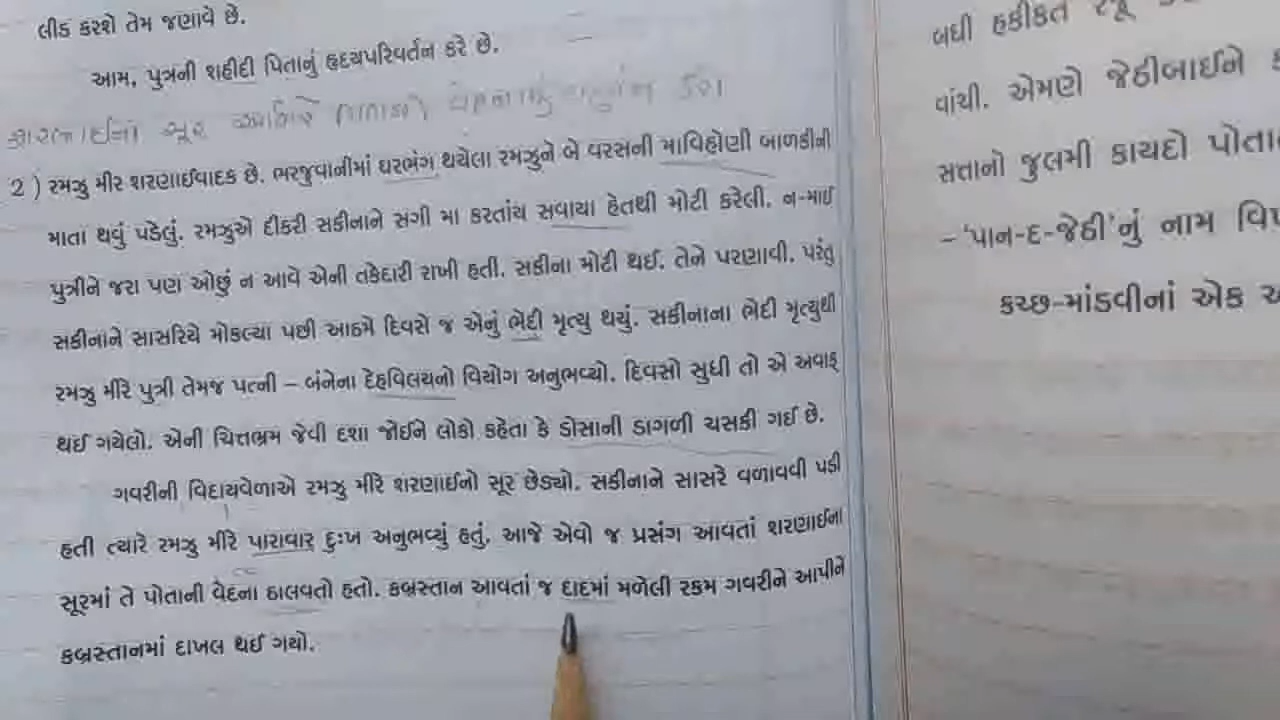 લીક કરશે તેમ જણાવે છે.
આમ, પુત્રની શહીદી પિતાનું હૃદયપરિવર્તન કરે છે.
શરણાઈના સૂર
2) રમઝુ મીર શરણાઈવાદક છે. ભરજુવાનીમાં ઘરભંગ થયેલા રમઝુને બે વરસની માવિહોણી બાળકીની
માતા થવું પડેલું. રમઝુએ દીકરી સકીનાને સગી મા કરતાંય સવાયા હેતથી મોટી કરેલી. ન-માઈ
પુત્રીને જરા પણ ઓછું ન આવે એની તકેદારી રાખી હતી. સકીના મોટી થઈ. તેને પરણાવી. પરંતુ
સકીનાને સાસરિયે મોકલ્યા પછી આઠમે દિવસે જ એનું ભેદી મૃત્યુ થયું. સકીનાના ભેદી મૃત્યુથી
રમઝુ મીરે પુત્રી તેમજ પત્ની – બંનેના દેહવિલયનો વિયોગ અનુભવ્યો. દિવસો સુધી તો એ અવાક્
થઈ ગયેલો. એની ચિત્તભ્રમ જેવી દશા જોઈને લોકો કહેતા કે ડોસાની ડાગળી ચસકી ગઈ છે.
ગવરીની વિદાયવેળાએ રમઝુ મીરે શરણાઈનો સૂર છેડ્યો. સકીનાને સાસરે વળાવવી પડી
હતી ત્યારે રમઝુ મીરે પારાવાર દુઃખ અનુભવ્યું હતું. આજે એવો જ પ્રસંગ આવતાં શરણાઈના
સૂરમાં તે પોતાની વેદના ઠાલવતો હતો. કબ્રસ્તાન આવતાં જ દાદમાં મળેલી રકમ ગવરીને આપીને
કબ્રસ્તાનમાં દાખલ થઈ ગયો.
બધી હકીકત
વાંચી. એમણે જેઠીબાઈને
સત્તાનો જુલમી કાયદો
–'પાન-દ-જેઠી'નું નામ
કચ્છ-માંડવીનાં એક